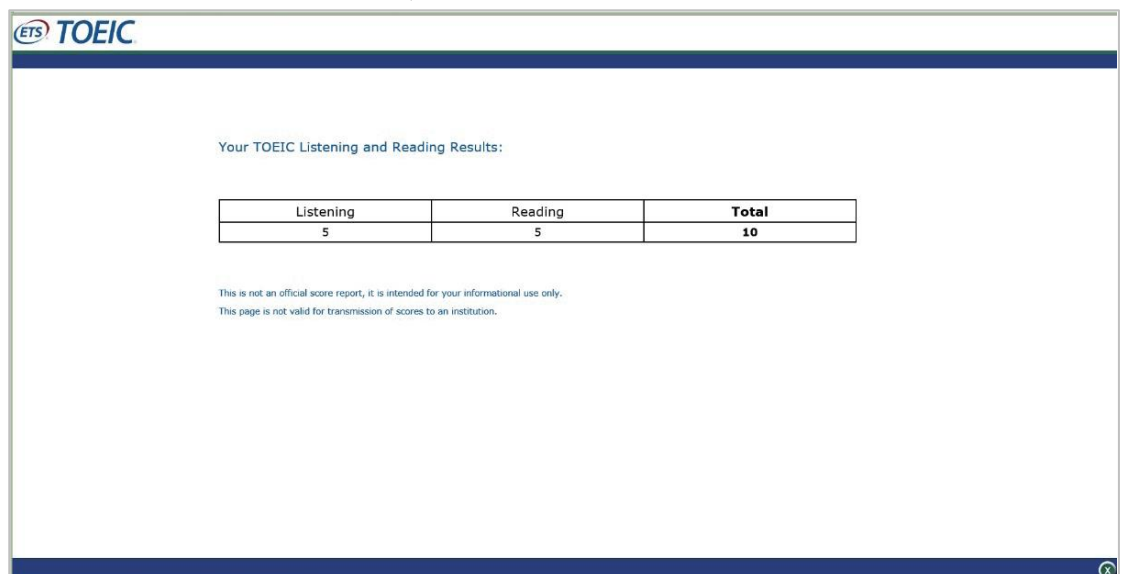 ETS TOEIC
Your TOEIC Listening and Reading Results:
Listening Reading Total
5 5 10
This is not an official score report, it is intended for your informational use only.
This page is not valid for transmission of scores to an institution.
X